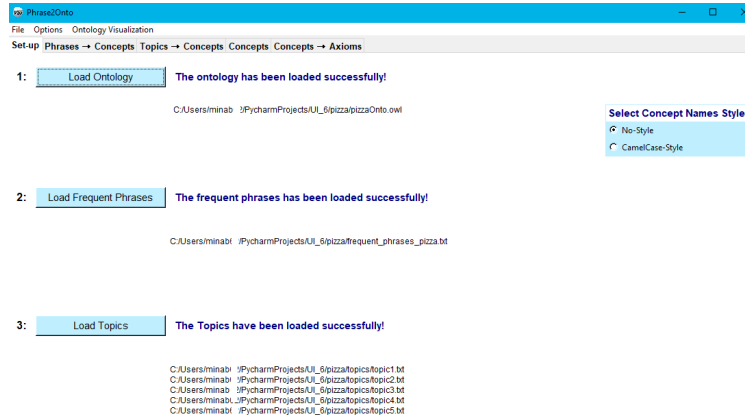 Phrase2Onto
File Options Ontology Visualization
Set-up Phrases → Concepts Topics → Concepts Concepts Concepts → Axioms
1: Load Ontology The ontology has been loaded successfully!
C:/Users/minab /PycharmProjects/UI_6/pizza/pizzaOnto.owl
Select Concept Names Style
No-Style
CamelCase-Style
2: Load Frequent Phrases The frequent phrases has been loaded successfully!
C:/Users/minab /PycharmProjects/UI_6/pizza/frequent_phrases_pizza.txt
3: Load Topics The Topics have been loaded successfully!
C:/Users/minab /PycharmProjects/UI_6/pizza/topics/topic1.txt
C:/Users/minab /PycharmProjects/UI_6/pizza/topics/topic2.txt
C:/Users/minab /PycharmProjects/UI_6/pizza/topics/topic3.txt
C:/Users/minab /PycharmProjects/UI_6/pizza/topics/topic4.txt
C:/Users/minab /PycharmProjects/UI_6/pizza/topics/topic5.txt